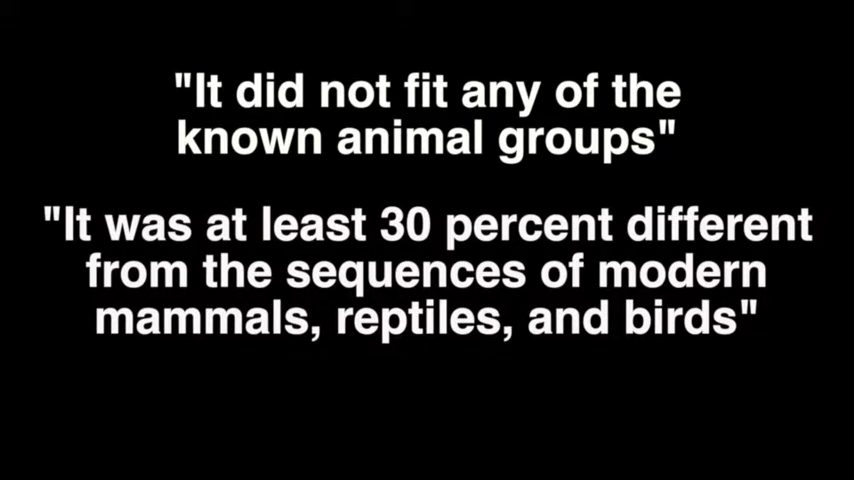 "It did not fit any of the
known animal groups"
"It was at least 30 percent different
from the sequences of modern
mammals, reptiles, and birds"